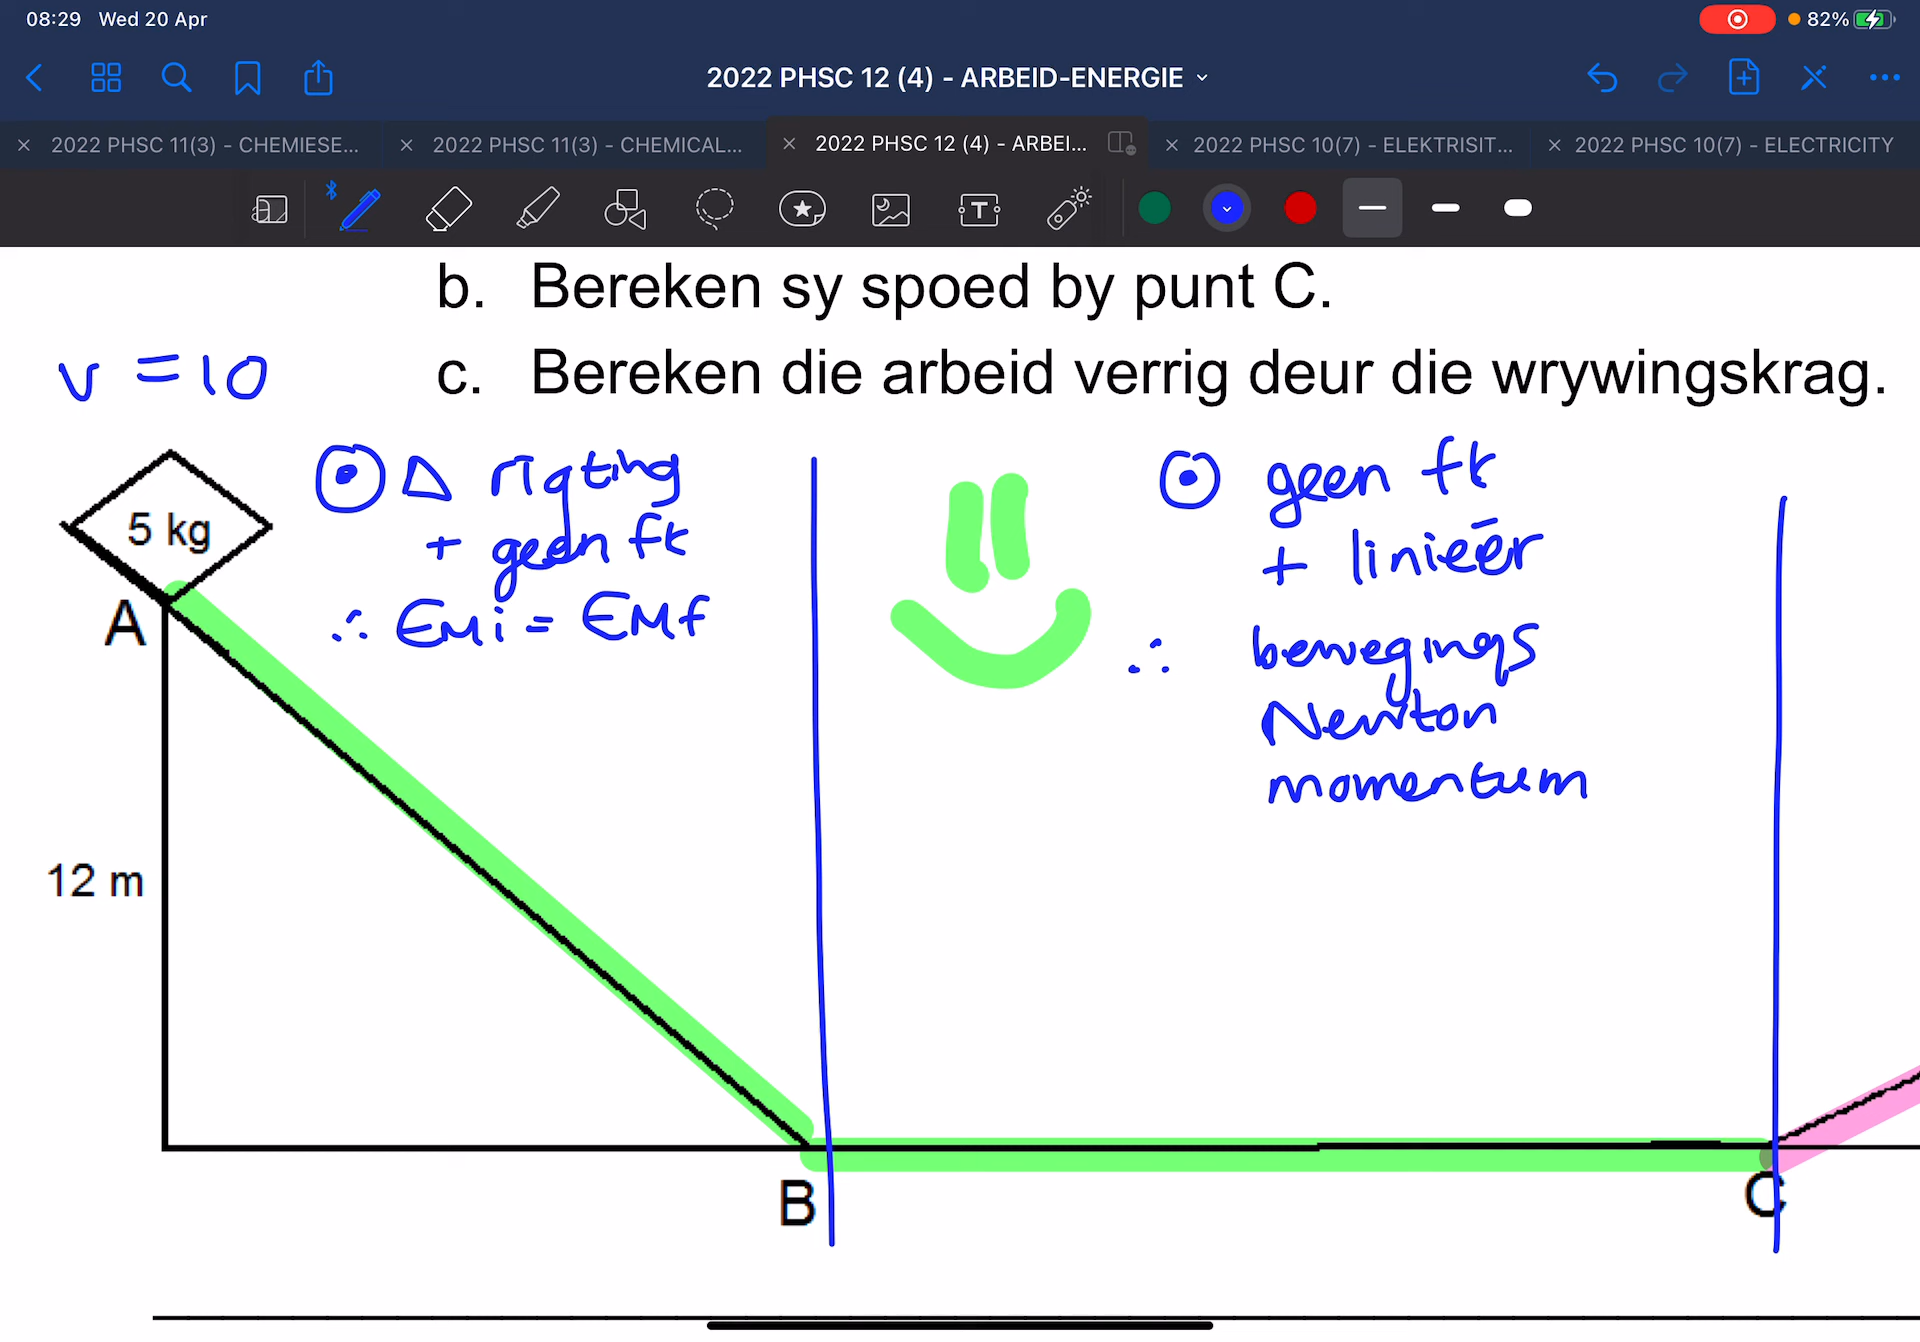 08:29 Wed 20 Apr
82%
2022 PHSC 12 (4) - ARBEID-ENERGIE
2022 PHSC 11(3) - CHEMIESE...
2022 PHSC 11(3) - CHEMICAL...
2022 PHSC 12 (4) - ARBEI...
2022 PHSC 10(7) - ELEKTRISIT...
2022 PHSC 10(7) - ELECTRICITY
b. Bereken sy spoed by punt C.
v = 10
c. Bereken die arbeid verrig deur die wrywingskrag.
Δ rigting
+ geen fk
∴ EMi = EMf
geen fk
+ liniēēr
∴ bewegings
Newton
momentum
5 kg
A
12 m
B
C